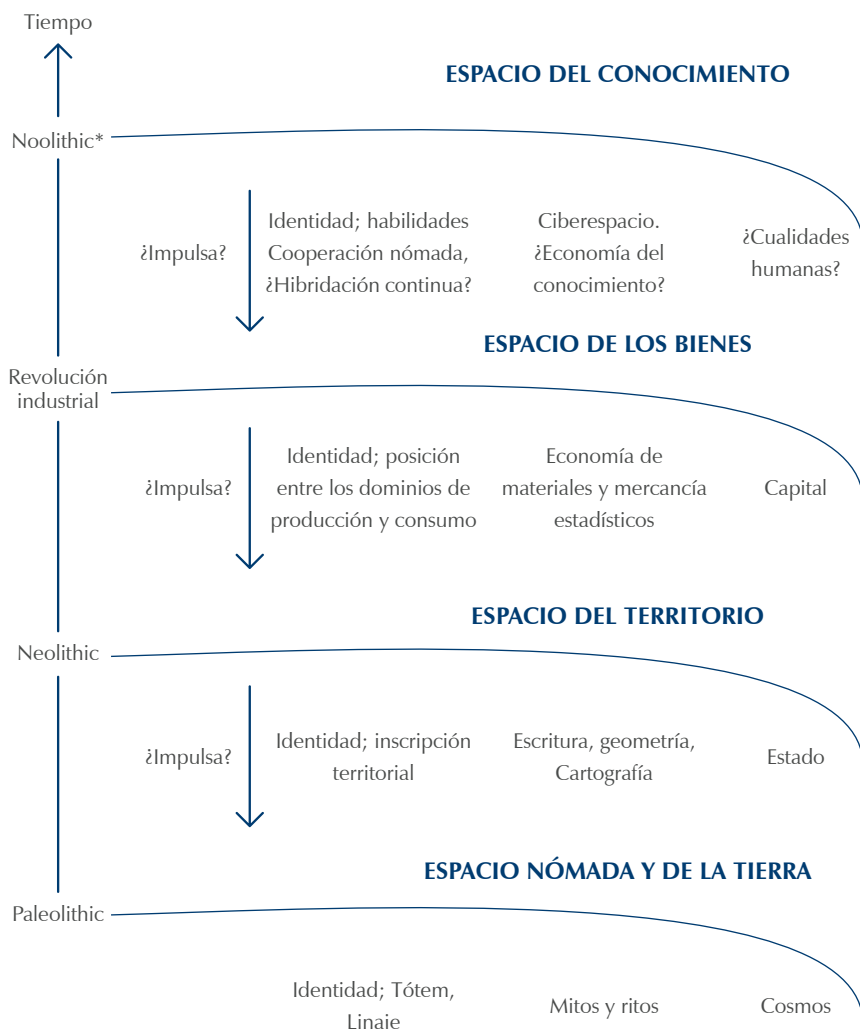 Tiempo
ESPACIO DEL CONOCIMIENTO
Noolithic*
¿Impulsa?
Identidad; habilidades
Cooperación nómada,
¿Hibridación continua?
Ciberespacio.
¿Economía del
conocimiento?
¿Cualidades
humanas?
ESPACIO DE LOS BIENES
Revolución
industrial
¿Impulsa?
Identidad; posición
entre los dominios de
producción y consumo
Economía de
materiales y mercancía
estadísticos
Capital
ESPACIO DEL TERRITORIO
Neolithic
¿Impulsa?
Identidad; inscripción
territorial
Escritura, geometría,
Cartografía
Estado
ESPACIO NÓMADA Y DE LA TIERRA
Paleolithic
Identidad; Tótem,
Linaje
Mitos y ritos
Cosmos